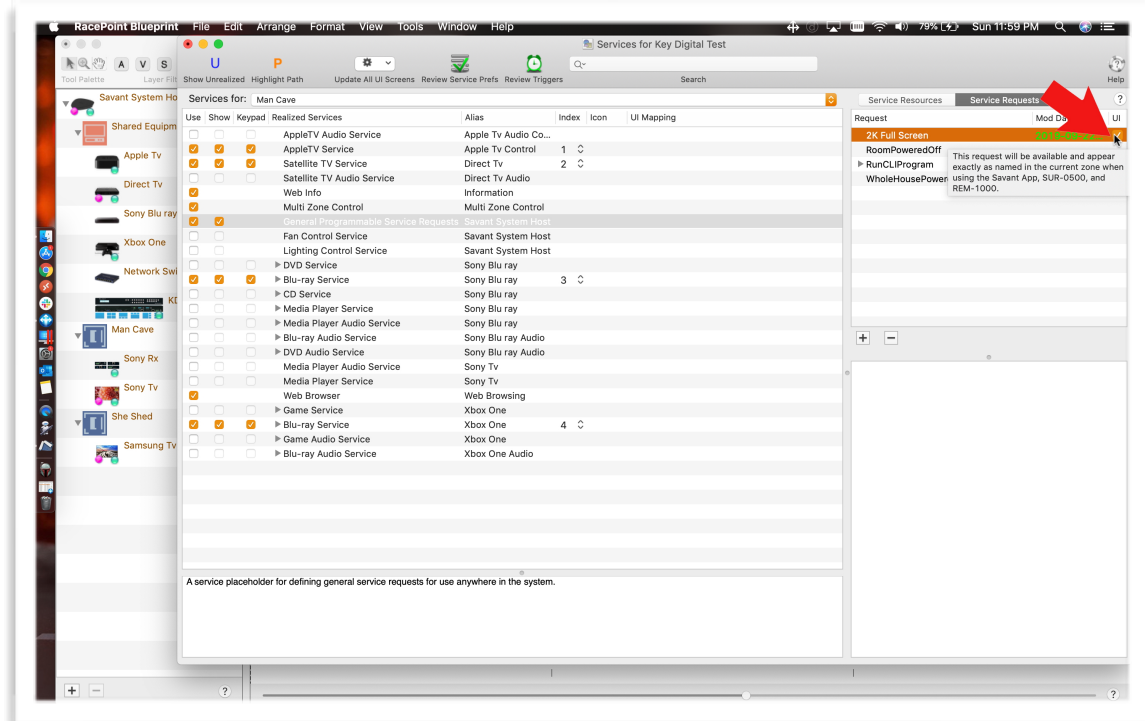 RacePoint Blueprint File Edit Arrange Format View Tools Window Help 79% Sun 11:59 PM
Services for Key Digital Test
A V S U P Search
Tool Palette Layer Filt Show Unrealized Highlight Path Update All UI Screens Review Service Prefs Review Triggers Search Help
Savant System Ho
Shared Equipm
Apple Tv
Direct Tv
Sony Blu ray
Xbox One
Network Swi
KD
Man Cave
Sony Rx
Sony Tv
She Shed
Samsung Tv
Services for: Man Cave
Use Show Keypad Realized Services Alias Index Icon UI Mapping
AppleTV Audio Service Apple Tv Audio Co...
AppleTV Service Apple Tv Control 1
Satellite TV Service Direct Tv 2
Satellite TV Audio Service Direct Tv Audio
Web Info Information
Multi Zone Control Multi Zone Control
General Programmable Service Requests Savant System Host
Fan Control Service Savant System Host
Lighting Control Service Savant System Host
DVD Service Sony Blu ray
Blu-ray Service Sony Blu ray 3
CD Service Sony Blu ray
Media Player Service Sony Blu ray
Media Player Audio Service Sony Blu ray
Blu-ray Audio Service Sony Blu ray Audio
DVD Audio Service Sony Blu ray Audio
Media Player Audio Service Sony Tv
Media Player Service Sony Tv
Web Browser Web Browsing
Game Service Xbox One
Blu-ray Service Xbox One 4
Game Audio Service Xbox One
Blu-ray Audio Service Xbox One Audio
A service placeholder for defining general service requests for use anywhere in the system.
Service Resources Service Requests ?
Request Mod Da UI
2K Full Screen
RoomPoweredOff
RunCLIProgram
WholeHousePower
This request will be available and appear
exactly as named in the current zone when
using the Savant App, SUR-0500, and
REM-1000.
+ −
+ − ? ?